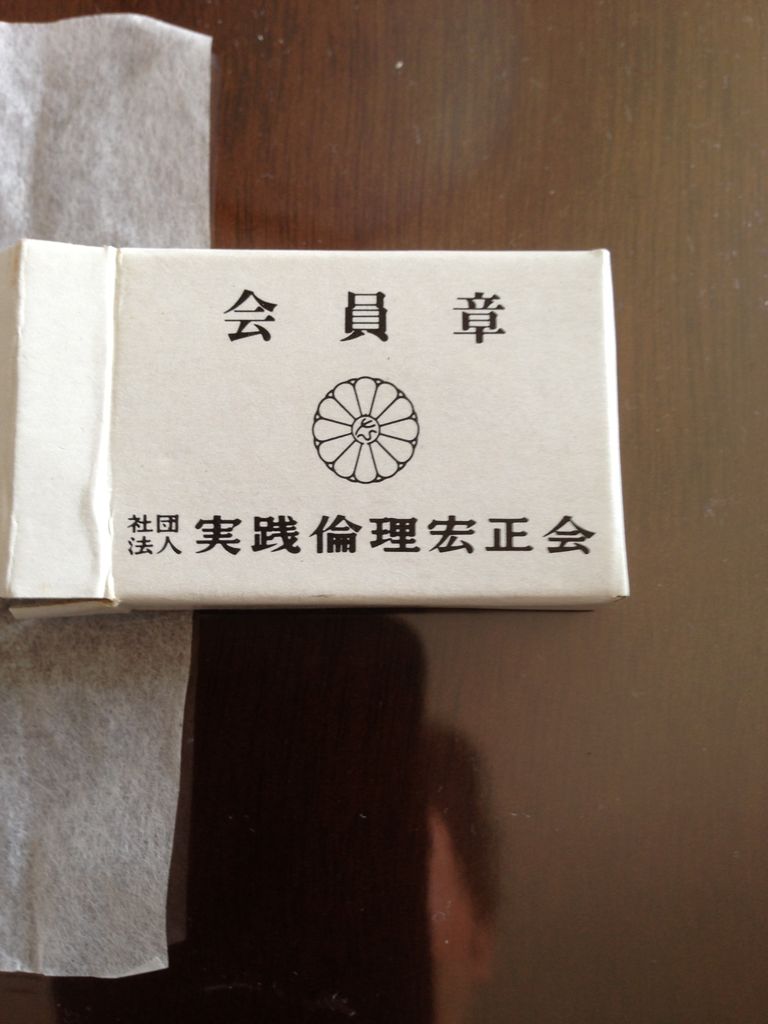 会員章
社団
法人 実践倫理宏正会